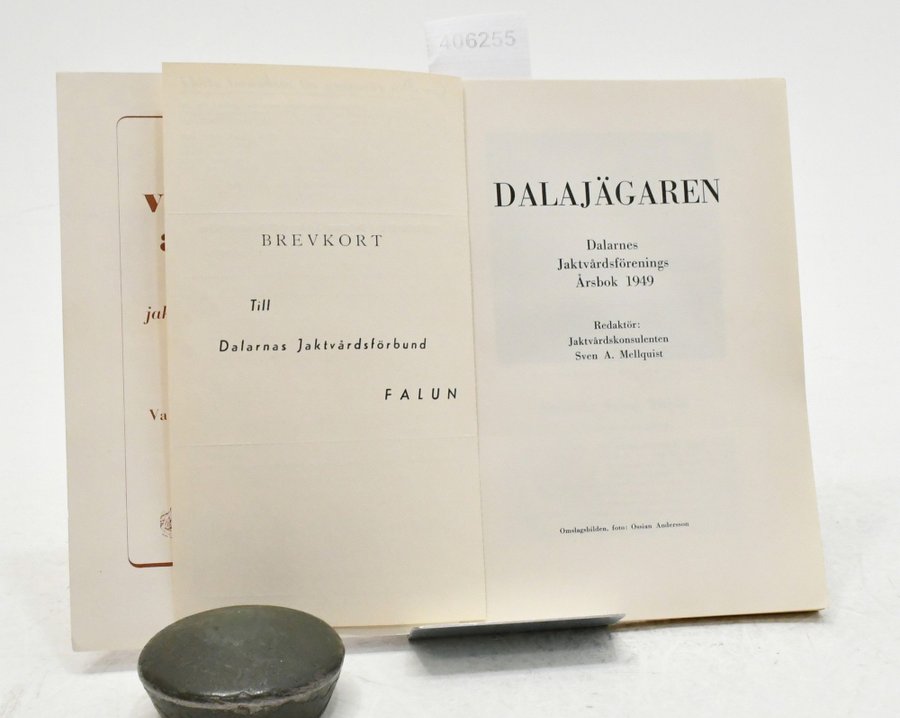 406255
BREVKORT
Till
Dalarnas Jaktvårdsförbund
FALUN
DALAJÄGAREN
Dalarnes
Jaktvårdsförenings
Årsbok 1949
Redaktör:
Jaktvårdskonsulenten
Sven A. Mellquist
Omslagsbilden, foto: Ossian Andersson